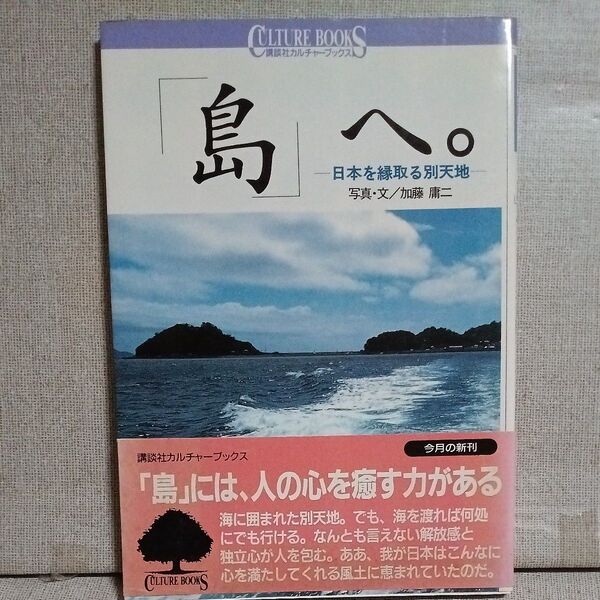 CULTURE BOOKS
講談社カルチャーブックス
「島」へ。
日本を縁取る別天地
写真・文／加藤 庸二
講談社カルチャーブックス
今月の新刊
「島」には、人の心を癒す力がある
海に囲まれた別天地。でも、海を渡れば何処
にでも行ける。なんとも言えない解放感と
独立心が人を包む。ああ、我が日本はこんなに
心を満たしてくれる風土に恵まれていたのだ。
CULTURE BOOKS